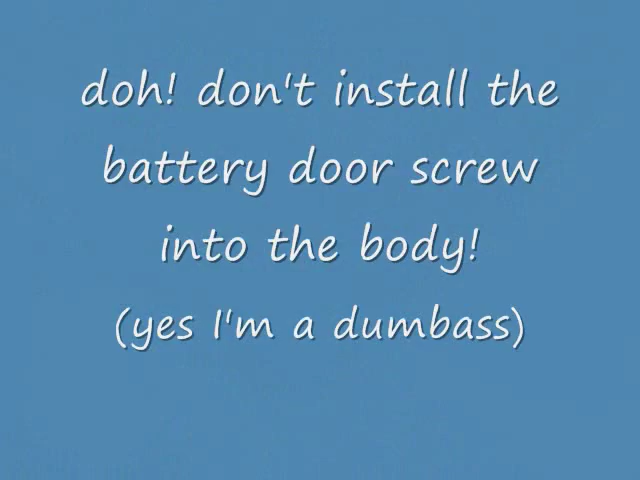 doh! don't install the
battery door screw
into the body!
(yes I'm a dumbass)